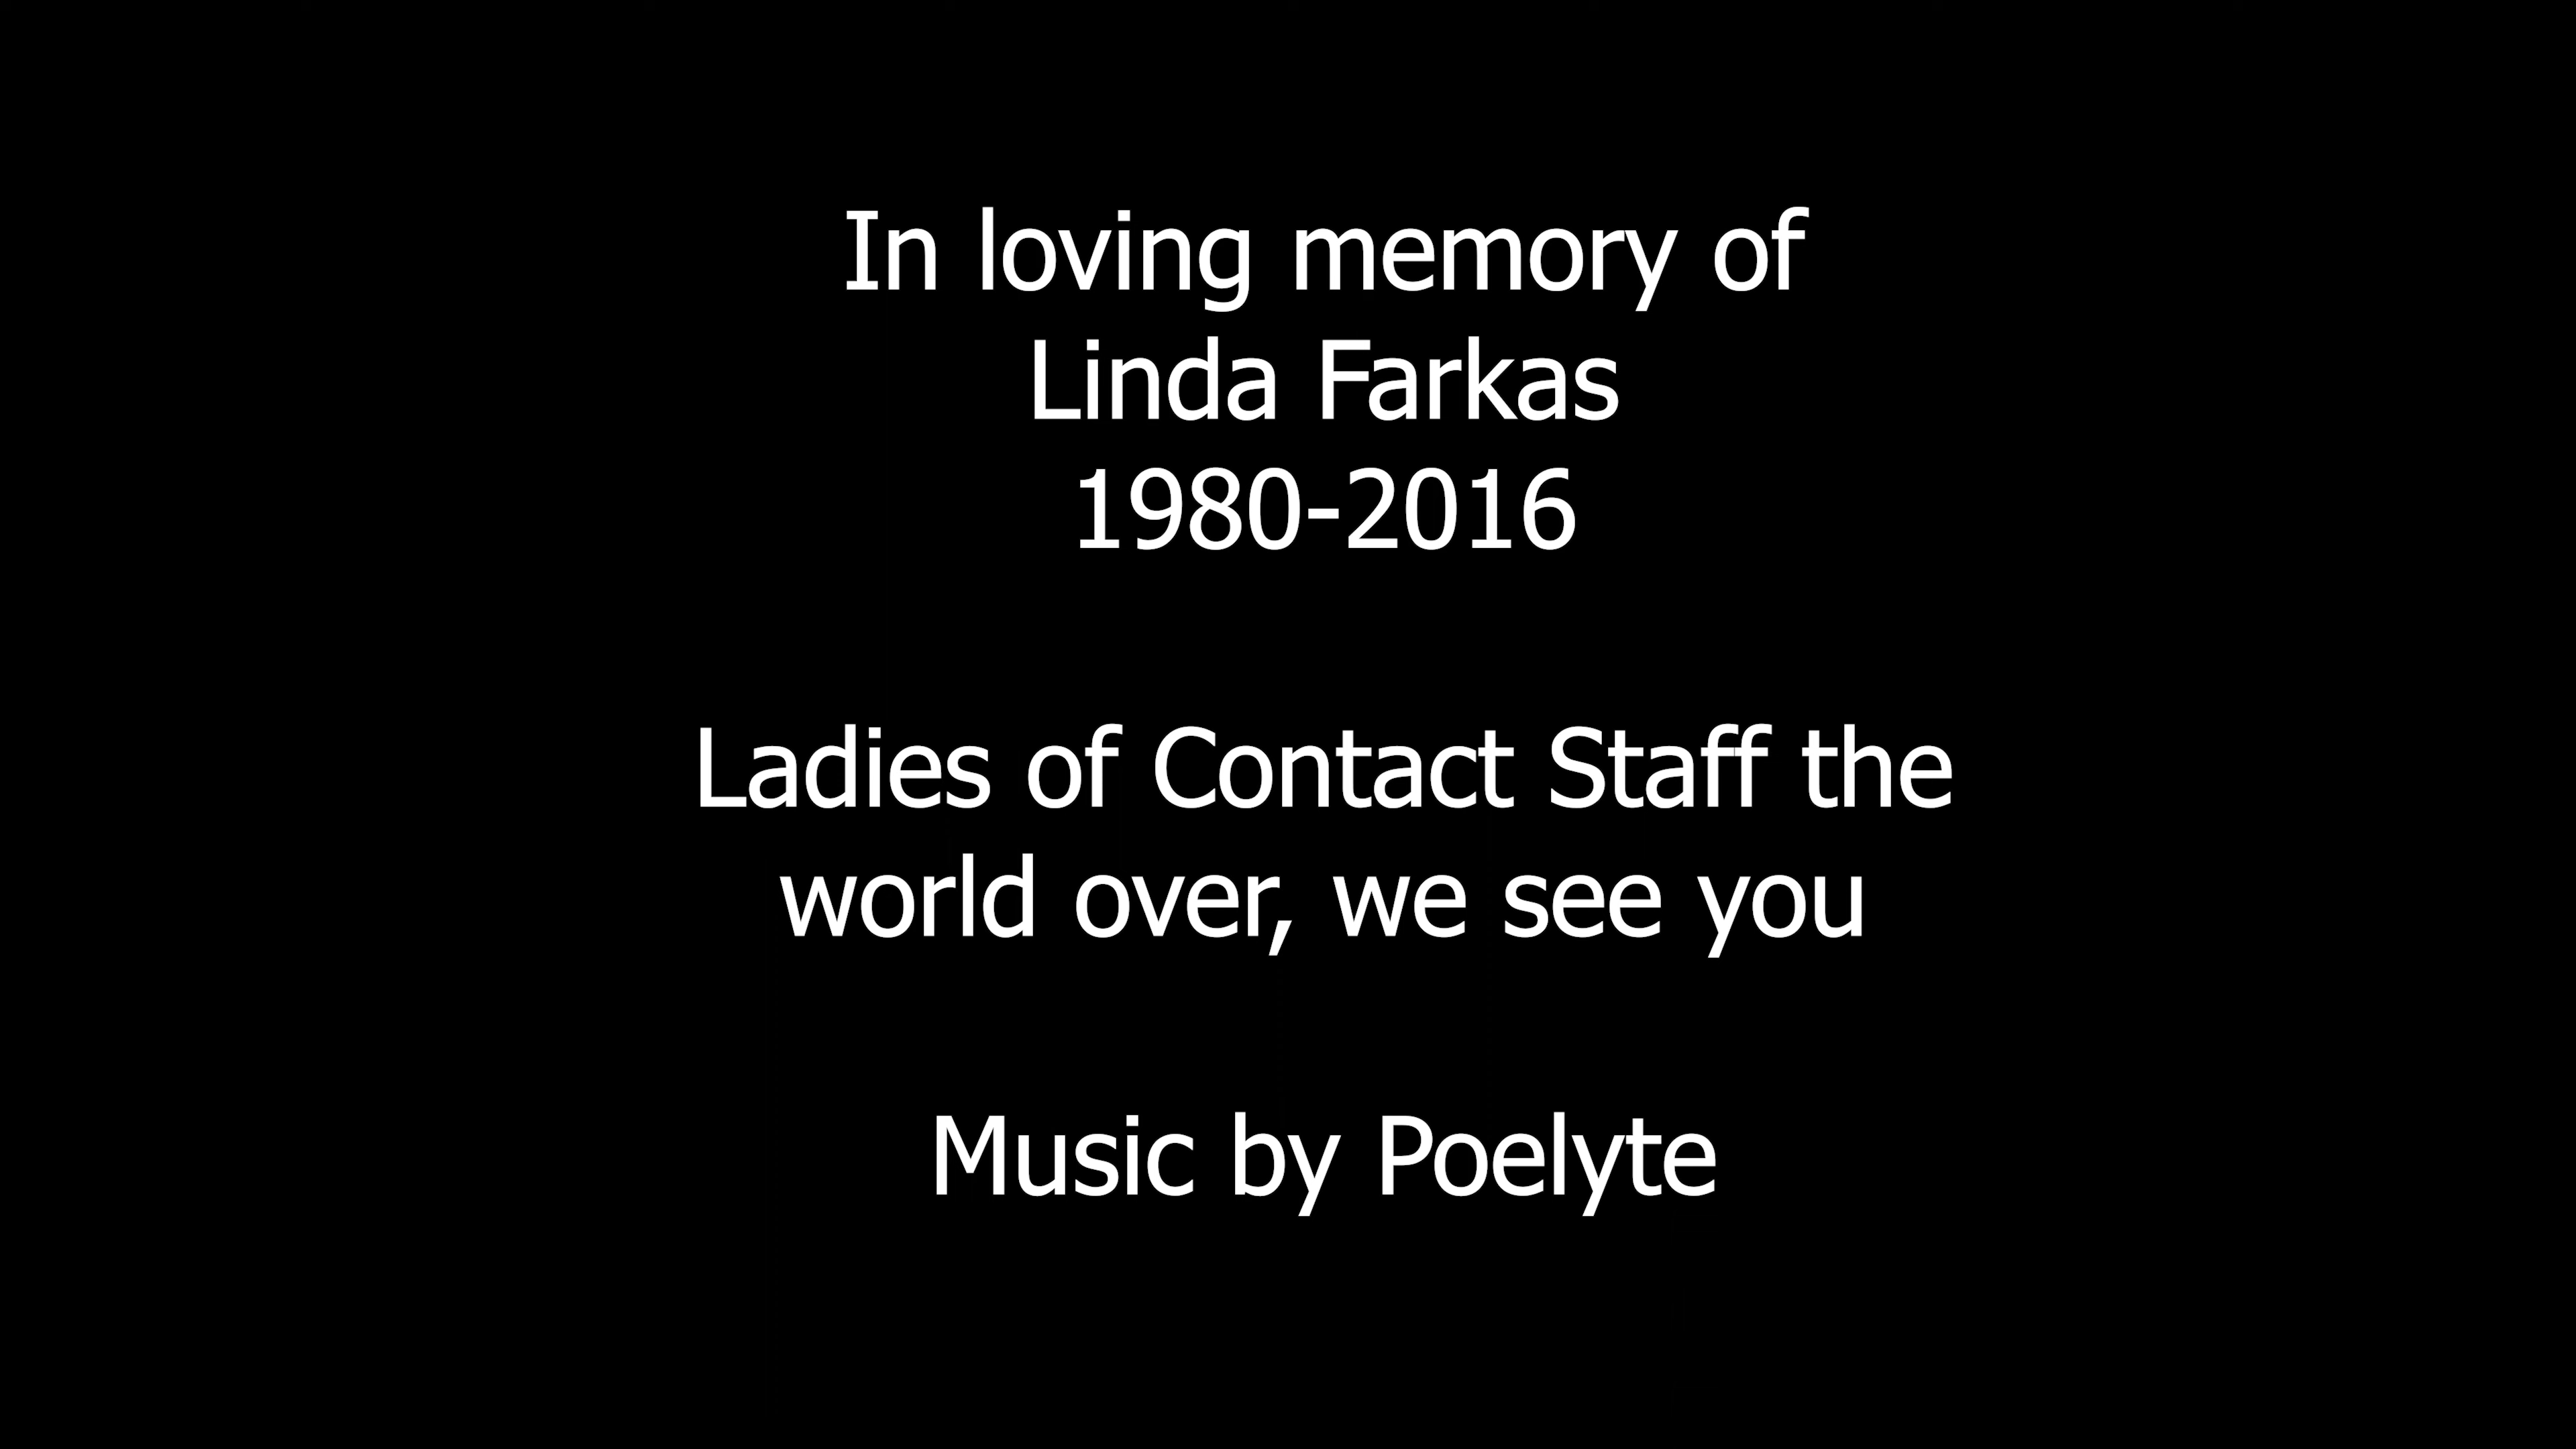 In loving memory of
Linda Farkas
1980-2016
Ladies of Contact Staff the
world over, we see you
Music by Poelyte